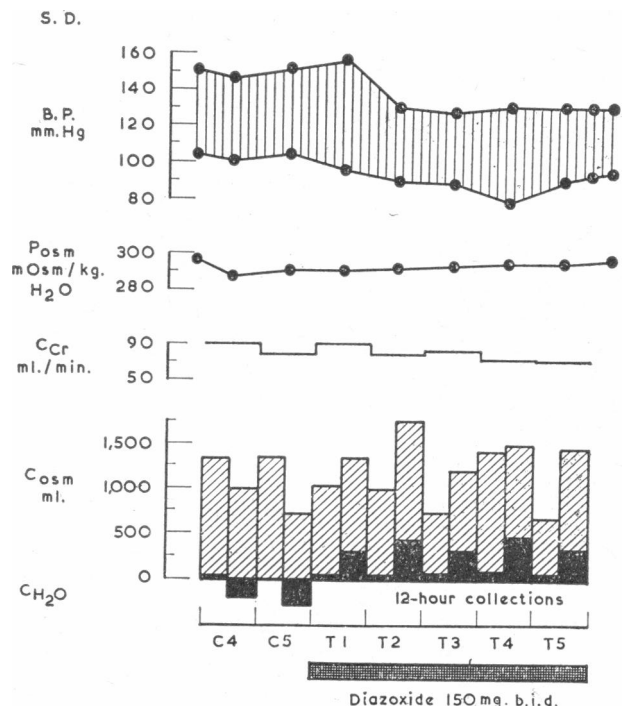 S. D.
160
140
B. P.
mm. Hg
120
100
80
Posm
mOsm/kg.
H2O
300
280
CCr
ml./min.
90
50
Cosm
ml.
1,500
1,000
500
0
CH2O
12-hour collections
C4 C5 T1 T2 T3 T4 T5
Diazoxide 150 mg. b.i.d.